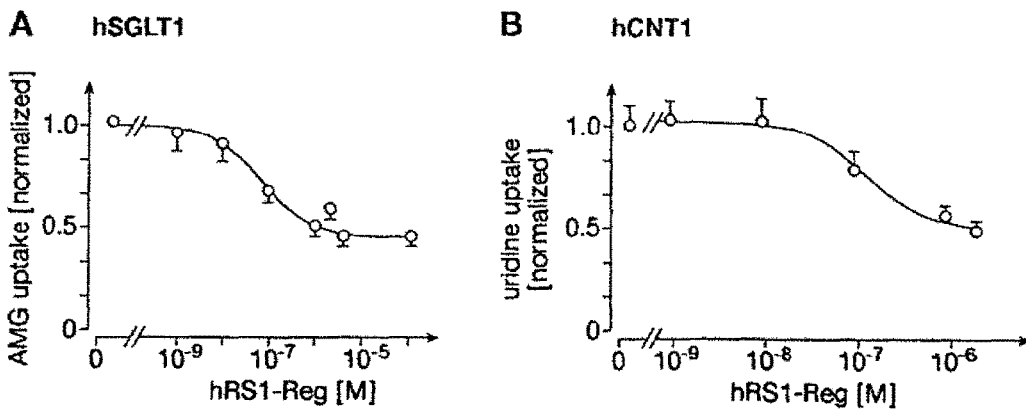 A hSGLT1
AMG uptake [normalized]
1.0
0.5
0
0 10⁻⁹ 10⁻⁷ 10⁻⁵
hRS1-Reg [M]
B hCNT1
uridine uptake
[normalized]
1.0
0.5
0
0 10⁻⁹ 10⁻⁸ 10⁻⁷ 10⁻⁶
hRS1-Reg [M]